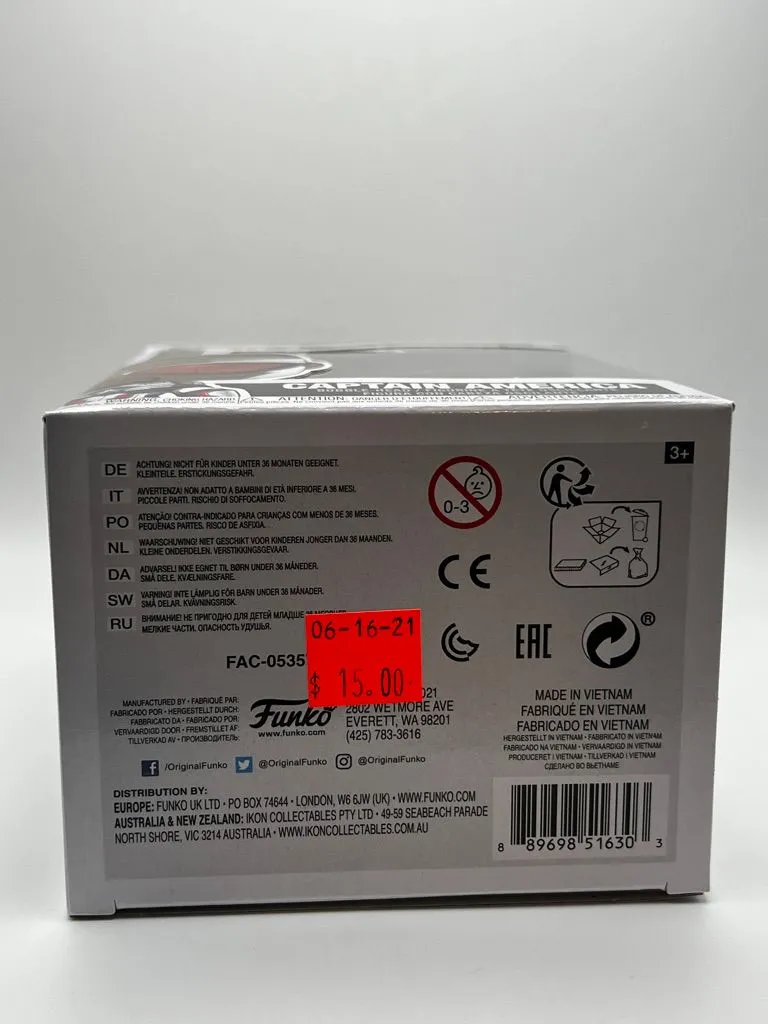 CAPTAIN AMERICA
3+
DE ACHTUNG! NICHT FÜR KINDER UNTER 36 MONATEN GEEIGNET.
KLEINTEILE. ERSTICKUNGSGEFAHR.
IT AVVERTENZA! NON ADATTO A BAMBINI DI ETÀ INFERIORE A 36 MESI.
PICCOLE PARTI. RISCHIO DI SOFFOCAMENTO.
PO ATENÇÃO! CONTRA-INDICADO PARA CRIANÇAS COM MENOS DE 36 MESES.
PEQUENAS PARTES. RISCO DE ASFIXIA.
NL WAARSCHUWING! NIET GESCHIKT VOOR KINDEREN JONGER DAN 36 MAANDEN.
KLEINE ONDERDELEN. VERSTIKKINGSGEVAAR.
DA ADVARSEL! IKKE EGNET TIL BØRN UNDER 36 MÅNEDER.
SMÅ DELE. KVÆLNINGSFARE.
SW VARNING! INTE LÄMPLIG FÖR BARN UNDER 36 MÅNADER.
SMÅ DELAR. KVÄVNINGSRISK.
RU ВНИМАНИЕ! НЕ ПРИГОДНО ДЛЯ ДЕТЕЙ МЛАДШЕ
МЕЛКИЕ ЧАСТИ. ОПАСНОСТЬ УДУШЬЯ.
0-3
CE
EAC
®
FAC-0535
06-16-21
$ 15.00
MANUFACTURED BY • FABRIQUÉ PAR:
FABRICADO POR • HERGESTELLT DURCH:
FABBRICATO DA • FABRICADO POR:
VERVAARDIGD DOOR • FREMSTILLET AF:
TILLVERKAD AV • ПРОИЗВОДИТЕЛЬ:
Funko
www.funko.com
021
2802 WETMORE AVE
EVERETT, WA 98201
(425) 783-3616
/OriginalFunko @OriginalFunko @OriginalFunko
MADE IN VIETNAM
FABRIQUÉ EN VIETNAM
FABRICADO EN VIETNAM
HERGESTELLT IN VIETNAM • FABBRICATO IN VIETNAM
FABRICADO NA VIETNAM • VERVAARDIGD IN VIETNAM
PRODUCERET I VIETNAM • TILLVERKAD I VIETNAM
СДЕЛАНО ВО ВЬЕТНАМЕ
DISTRIBUTION BY:
EUROPE: FUNKO UK LTD • PO BOX 74644 • LONDON, W6 6JW (UK) • WWW.FUNKO.COM
AUSTRALIA & NEW ZEALAND: IKON COLLECTABLES PTY LTD • 49-59 SEABEACH PARADE
NORTH SHORE, VIC 3214 AUSTRALIA • WWW.IKONCOLLECTABLES.COM.AU
8 89698 51630 3